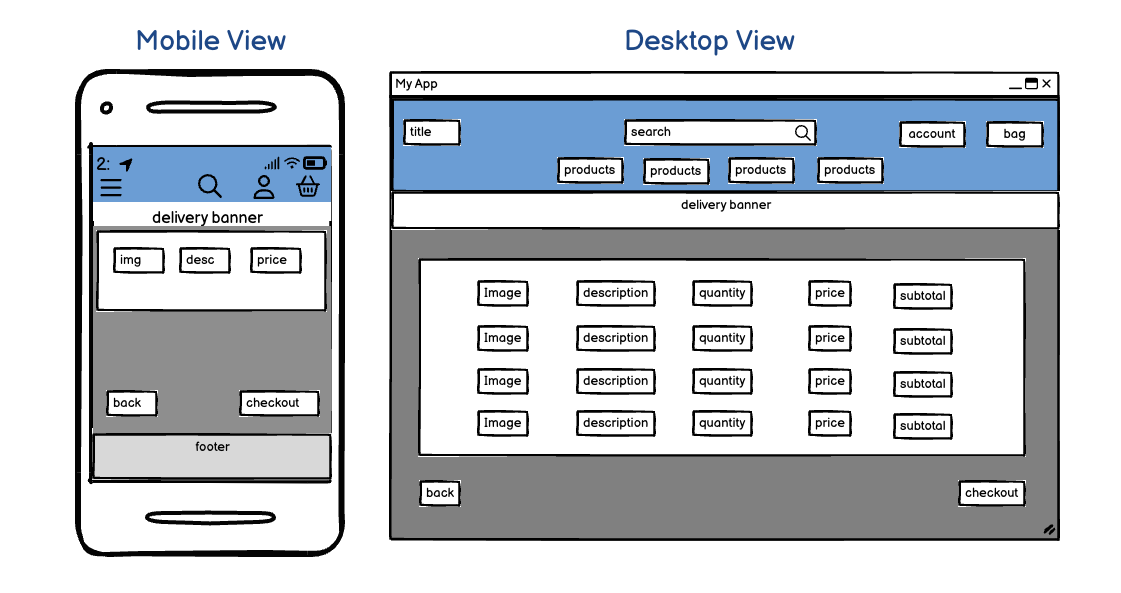 Mobile View
2:
delivery banner
img desc price
back checkout
footer
Desktop View
My App
title search account bag
products products products products
delivery banner
Image description quantity price subtotal
Image description quantity price subtotal
Image description quantity price subtotal
Image description quantity price subtotal
back checkout